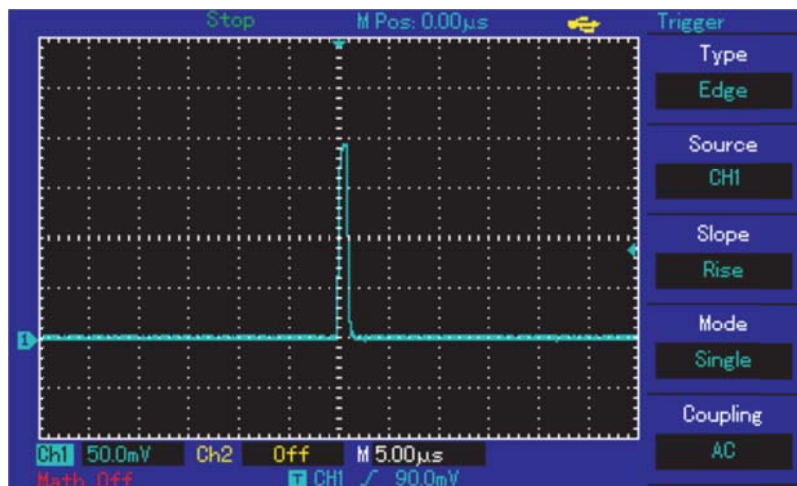 Stop M Pos: 0.00µs Trigger
Type
Edge
Source
CH1
Slope
Rise
Mode
Single
Coupling
AC
1
Ch1 50.0mV Ch2 Off M 5.00µs
Math Off T CH1 90.0mV